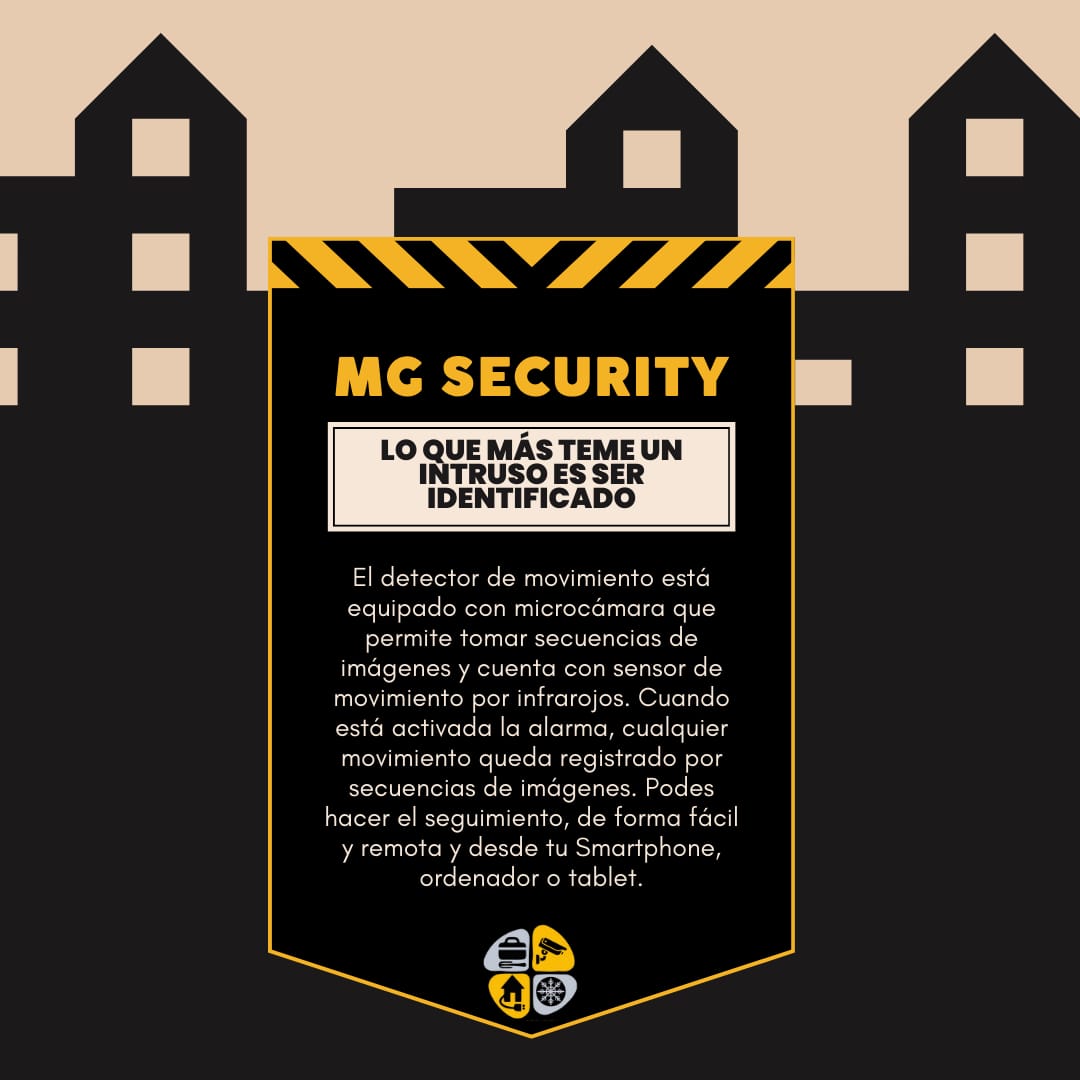 MG SECURITY
LO QUE MÁS TEME UN
INTRUSO ES SER
IDENTIFICADO
El detector de movimiento está
equipado con microcámara que
permite tomar secuencias de
imágenes y cuenta con sensor de
movimiento por infrarojos. Cuando
está activada la alarma, cualquier
movimiento queda registrado por
secuencias de imágenes. Podes
hacer el seguimiento, de forma fácil
y remota y desde tu Smartphone,
ordenador o tablet.